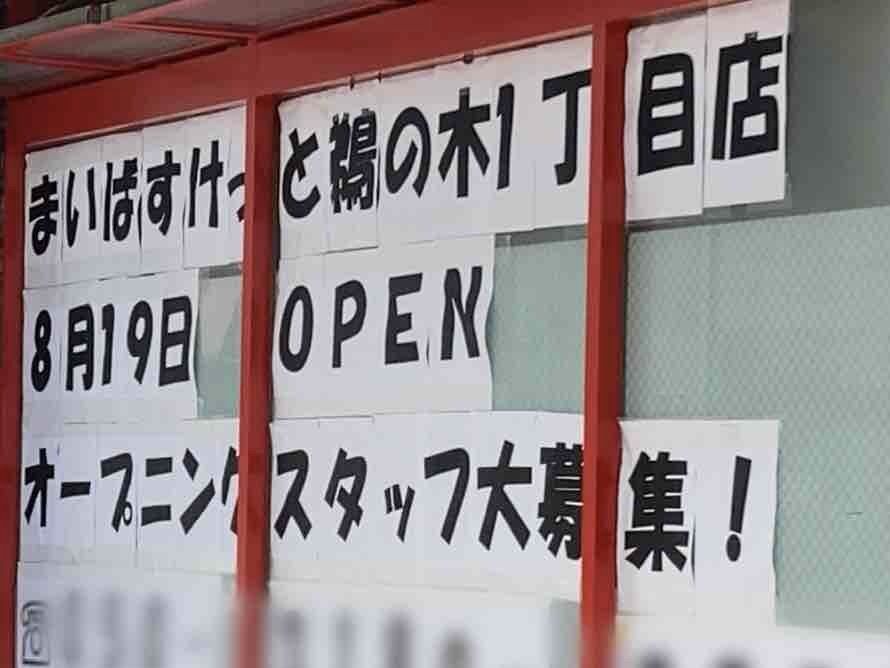 まいばすけっと鵜の木1丁目店
8月19日 OPEN
オープニングスタッフ大募集!